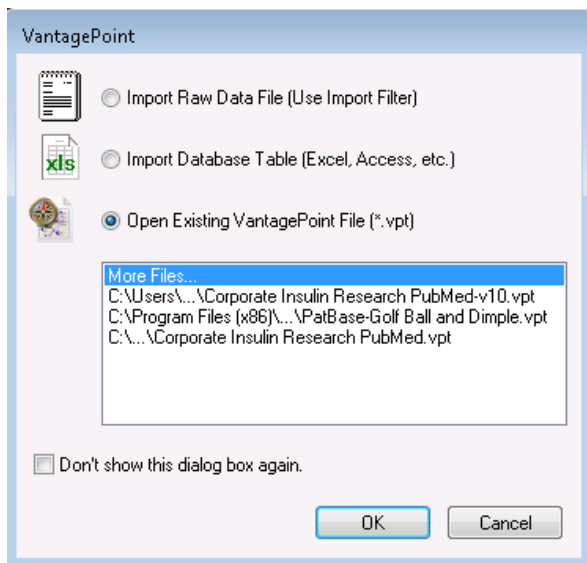 VantagePoint
Import Raw Data File (Use Import Filter)
xls
Import Database Table (Excel, Access, etc.)
Open Existing VantagePoint File (*.vpt)
More Files...
C:\Users\...\Corporate Insulin Research PubMed-v10.vpt
C:\Program Files (x86)\...\PatBase-Golf Ball and Dimple.vpt
C:\...\Corporate Insulin Research PubMed.vpt
Don't show this dialog box again.
OK Cancel